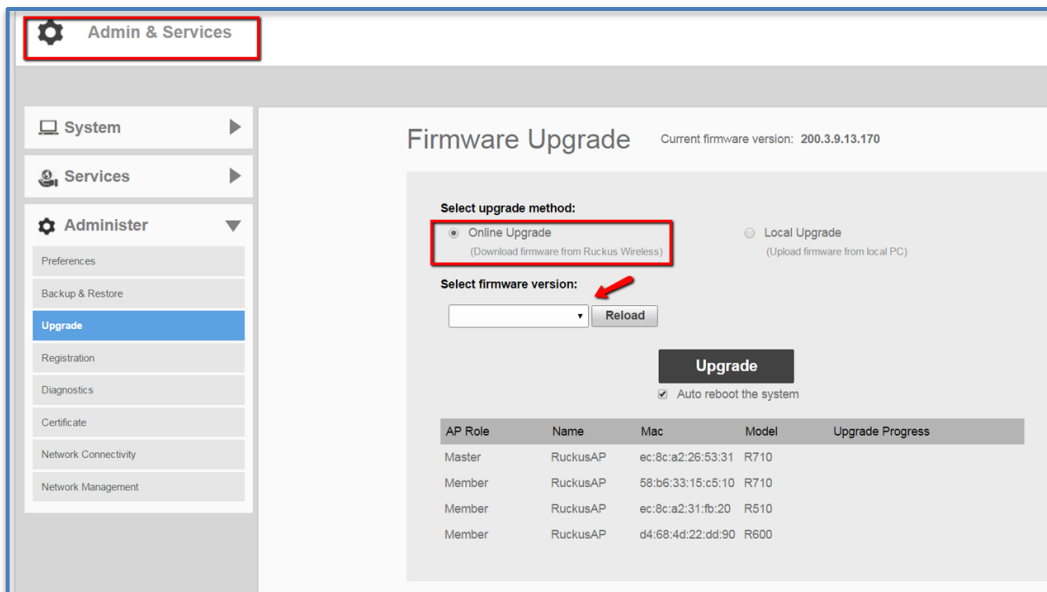 Admin & Services
System
Services
Administer
Preferences
Backup & Restore
Upgrade
Registration
Diagnostics
Certificate
Network Connectivity
Network Management
Firmware Upgrade Current firmware version: 200.3.9.13.170
Select upgrade method:
Online Upgrade Local Upgrade
(Download firmware from Ruckus Wireless) (Upload firmware from local PC)
Select firmware version:
Reload
Upgrade
Auto reboot the system
AP Role Name Mac Model Upgrade Progress
Master RuckusAP ec:8c:a2:26:53:31 R710
Member RuckusAP 58:b6:33:15:c5:10 R710
Member RuckusAP ec:8c:a2:31:fb:20 R510
Member RuckusAP d4:68:4d:22:dd:90 R600